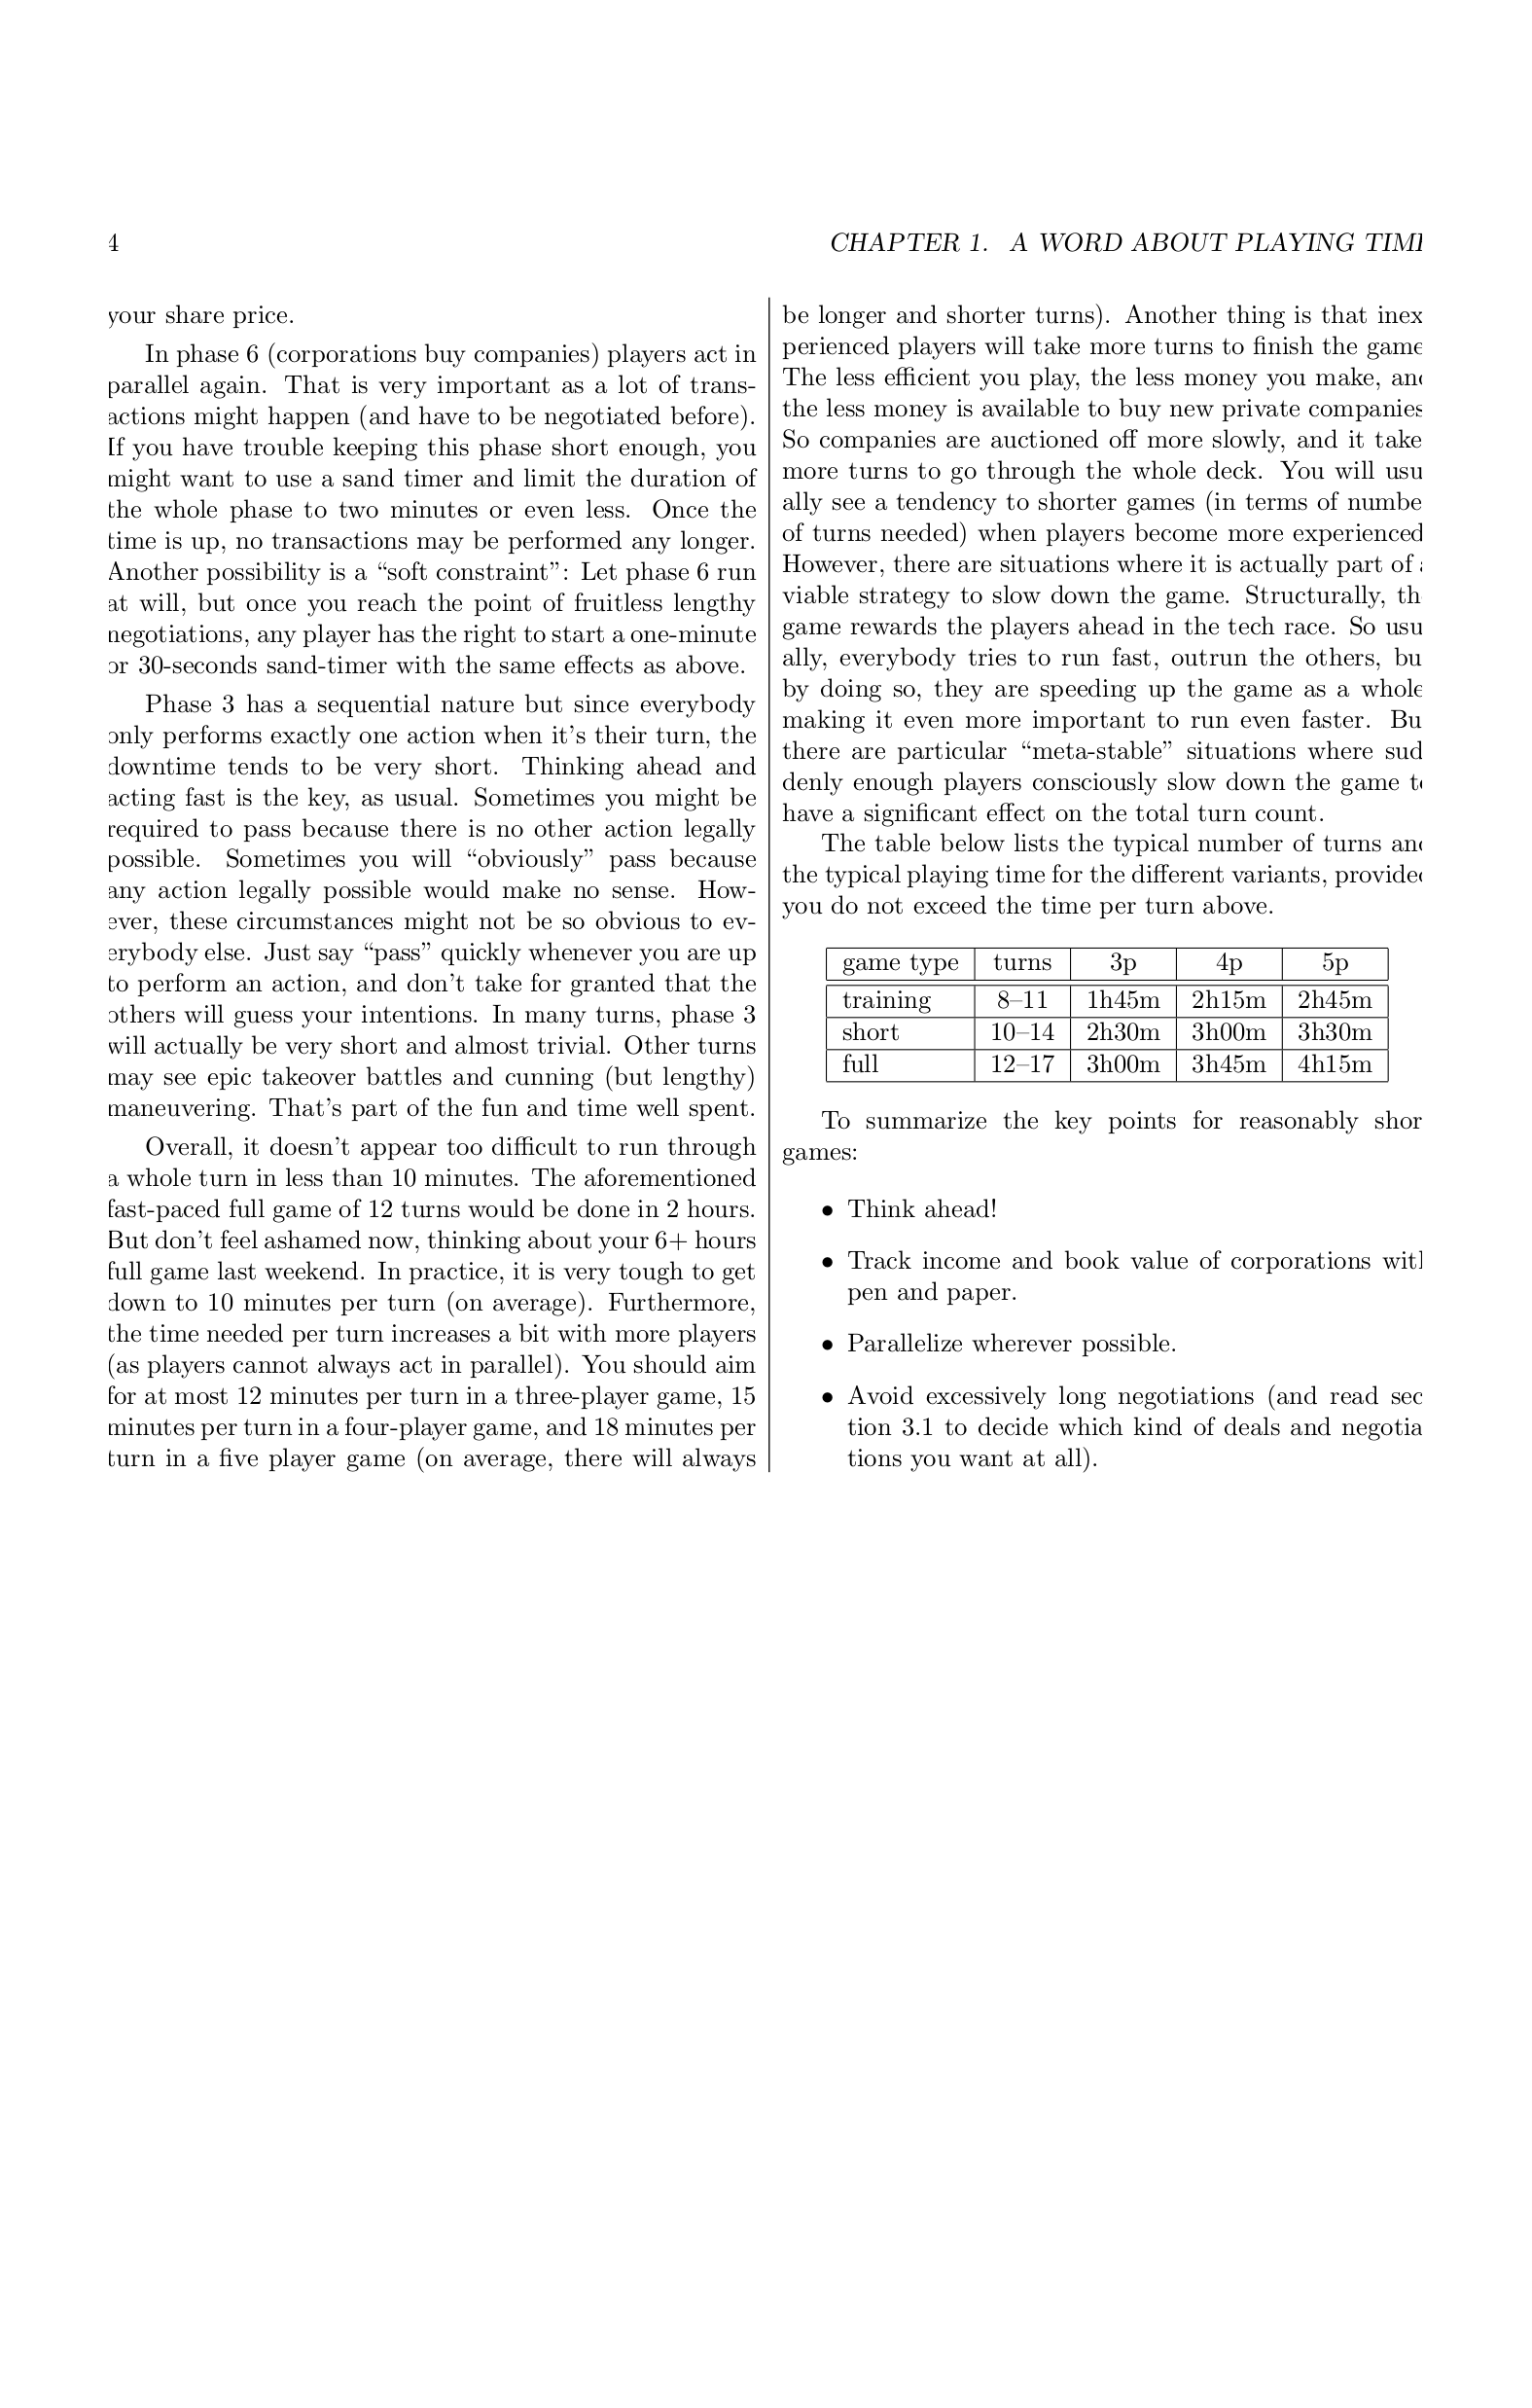 4 CHAPTER 1. A WORD ABOUT PLAYING TIME
your share price.
In phase 6 (corporations buy companies) players act in
parallel again. That is very important as a lot of trans-
actions might happen (and have to be negotiated before).
If you have trouble keeping this phase short enough, you
might want to use a sand timer and limit the duration of
the whole phase to two minutes or even less. Once the
time is up, no transactions may be performed any longer.
Another possibility is a “soft constraint”: Let phase 6 run
at will, but once you reach the point of fruitless lengthy
negotiations, any player has the right to start a one-minute
or 30-seconds sand-timer with the same effects as above.
Phase 3 has a sequential nature but since everybody
only performs exactly one action when it’s their turn, the
downtime tends to be very short. Thinking ahead and
acting fast is the key, as usual. Sometimes you might be
required to pass because there is no other action legally
possible. Sometimes you will “obviously” pass because
any action legally possible would make no sense. How-
ever, these circumstances might not be so obvious to ev-
erybody else. Just say “pass” quickly whenever you are up
to perform an action, and don’t take for granted that the
others will guess your intentions. In many turns, phase 3
will actually be very short and almost trivial. Other turns
may see epic takeover battles and cunning (but lengthy)
maneuvering. That’s part of the fun and time well spent.
Overall, it doesn’t appear too difficult to run through
a whole turn in less than 10 minutes. The aforementioned
fast-paced full game of 12 turns would be done in 2 hours.
But don’t feel ashamed now, thinking about your 6+ hours
full game last weekend. In practice, it is very tough to get
down to 10 minutes per turn (on average). Furthermore,
the time needed per turn increases a bit with more players
(as players cannot always act in parallel). You should aim
for at most 12 minutes per turn in a three-player game, 15
minutes per turn in a four-player game, and 18 minutes per
turn in a five player game (on average, there will always
be longer and shorter turns). Another thing is that inex
perienced players will take more turns to finish the game
The less efficient you play, the less money you make, and
the less money is available to buy new private companies
So companies are auctioned off more slowly, and it take
more turns to go through the whole deck. You will usu
ally see a tendency to shorter games (in terms of numbe
of turns needed) when players become more experienced
However, there are situations where it is actually part of a
viable strategy to slow down the game. Structurally, the
game rewards the players ahead in the tech race. So usu
ally, everybody tries to run fast, outrun the others, bu
by doing so, they are speeding up the game as a whole
making it even more important to run even faster. Bu
there are particular “meta-stable” situations where sud
denly enough players consciously slow down the game to
have a significant effect on the total turn count.
The table below lists the typical number of turns and
the typical playing time for the different variants, provided
you do not exceed the time per turn above.
game type turns 3p 4p 5p
training 8–11 1h45m 2h15m 2h45m
short 10–14 2h30m 3h00m 3h30m
full 12–17 3h00m 3h45m 4h15m
To summarize the key points for reasonably shor
games:
• Think ahead!
• Track income and book value of corporations with
pen and paper.
• Parallelize wherever possible.
• Avoid excessively long negotiations (and read sec
tion 3.1 to decide which kind of deals and negotia
tions you want at all).